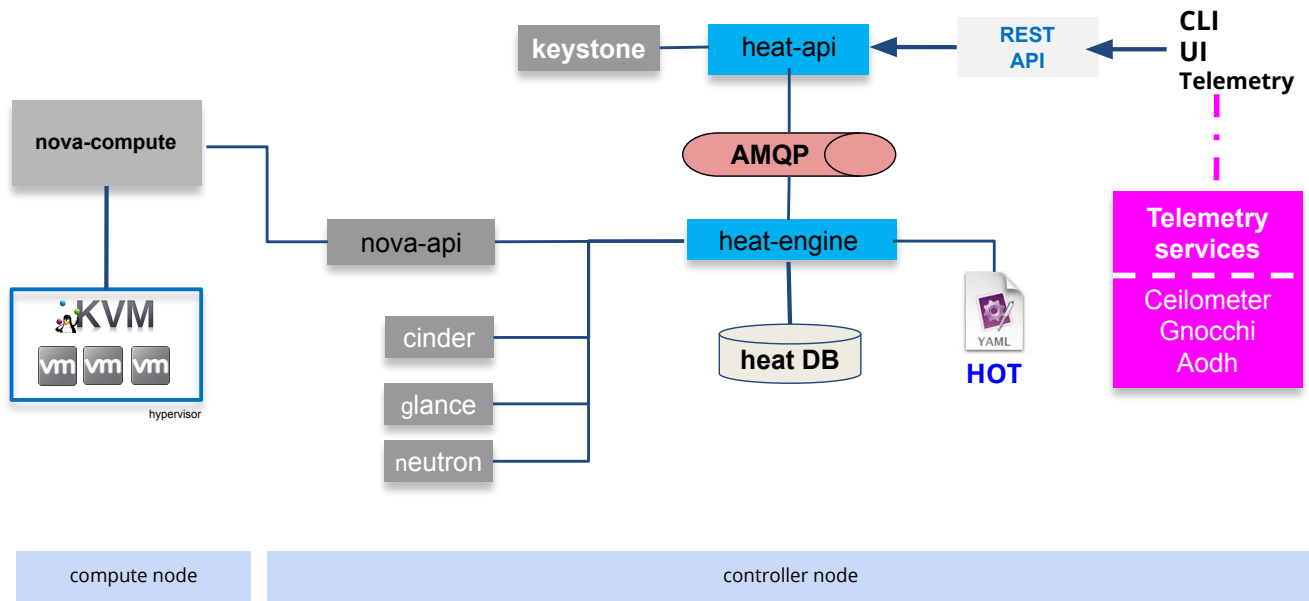 keystone
heat-api
REST
API
CLI
UI
Telemetry
nova-compute
AMQP
nova-api
heat-engine
Telemetry
services
Ceilometer
Gnocchi
Aodh
KVM
vm vm vm
hypervisor
cinder
glance
neutron
heat DB
YAML
HOT
compute node
controller node